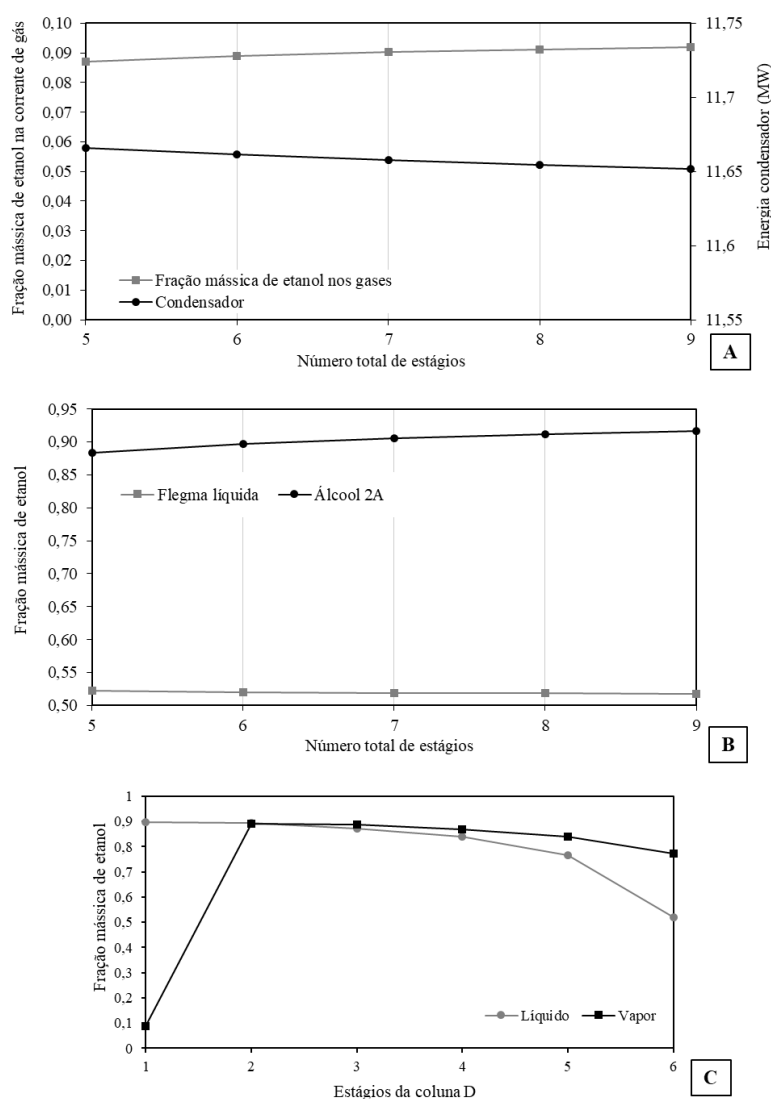 Fração mássica de etanol na corrente de gás
0,10
0,09
0,08
0,07
0,06
0,05
0,04
0,03
0,02
0,01
0,00
11,75
11,7
11,65
11,6
11,55
Energia condensador (MW)
Fração mássica de etanol nos gases
Condensador
5 6 7 8 9
Número total de estágios
A
Fração mássica de etanol
0,95
0,90
0,85
0,80
0,75
0,70
0,65
0,60
0,55
0,50
Flegma líquida Álcool 2A
5 6 7 8 9
Número total de estágios
B
Fração mássica de etanol
1
0,9
0,8
0,7
0,6
0,5
0,4
0,3
0,2
0,1
0
Líquido Vapor
1 2 3 4 5 6
Estágios da coluna D
C